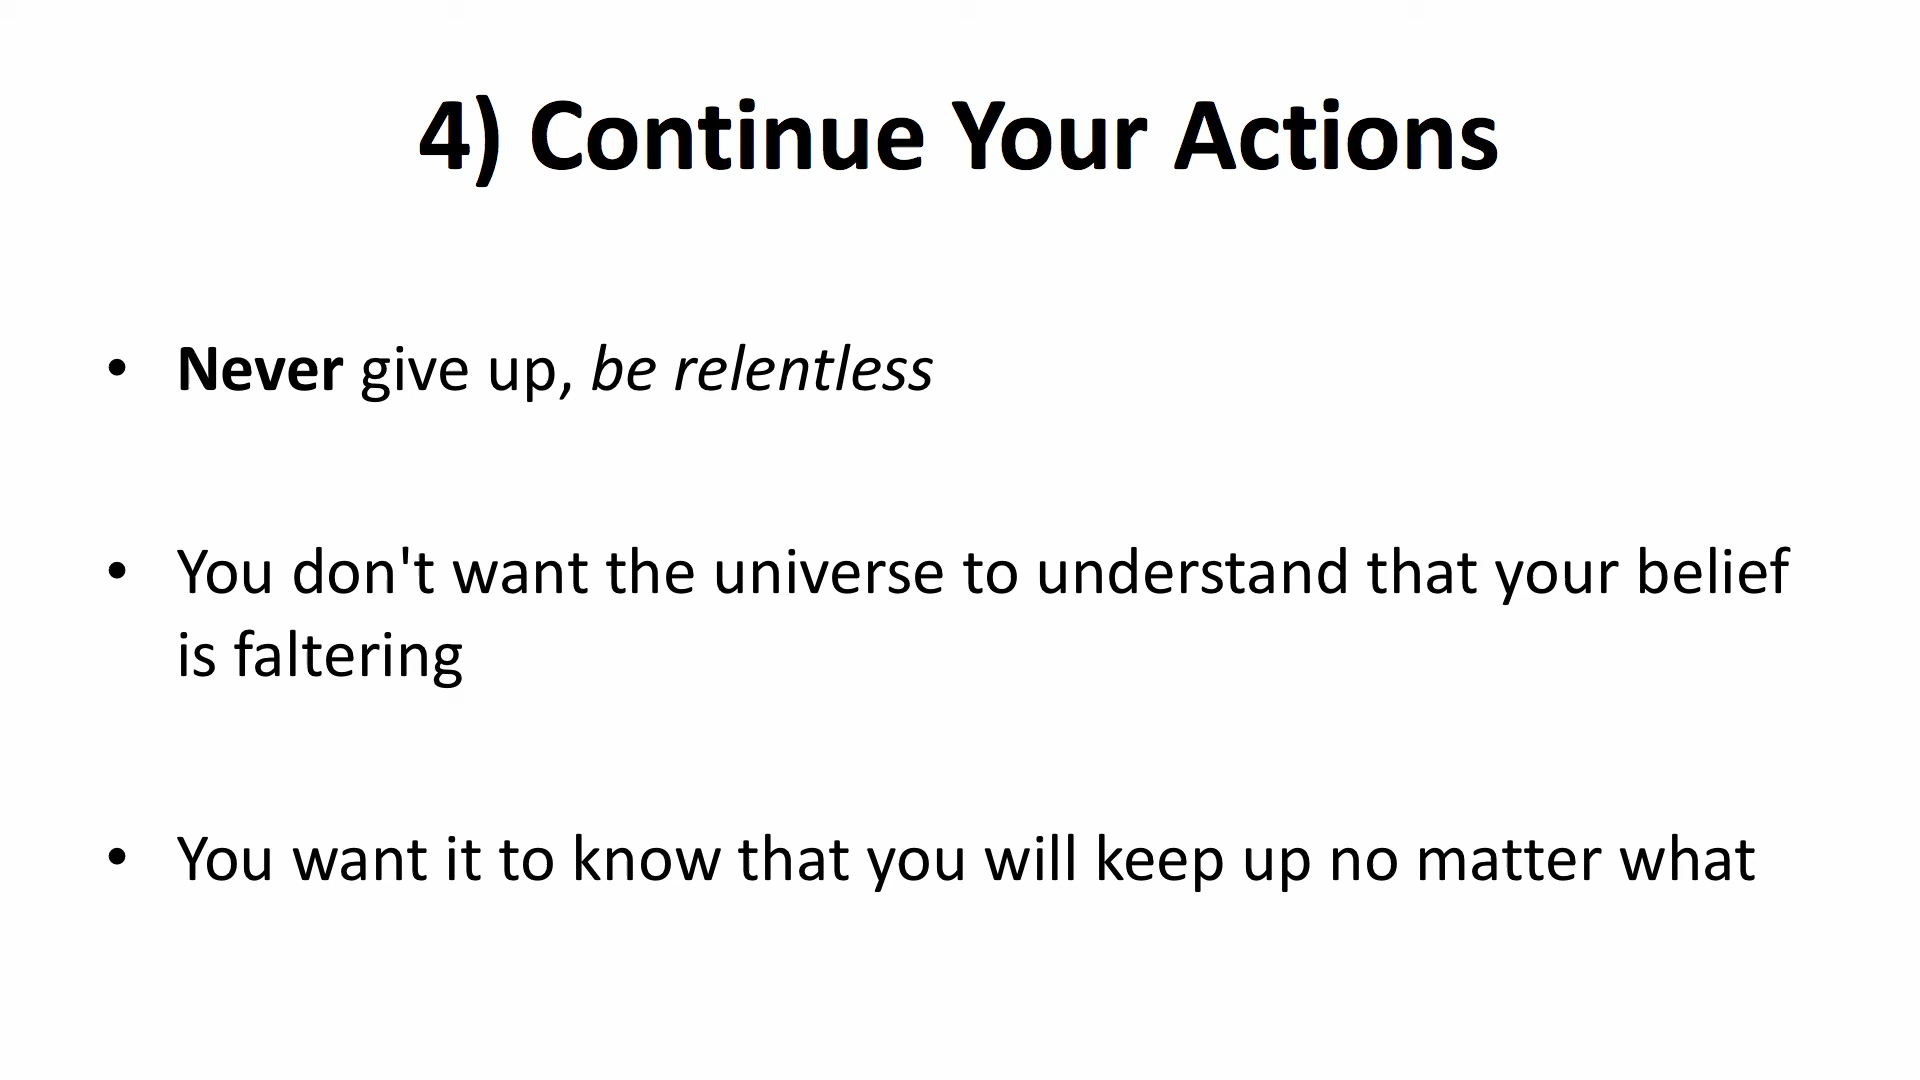 4) Continue Your Actions
• Never give up, be relentless
• You don't want the universe to understand that your belief
is faltering
• You want it to know that you will keep up no matter what